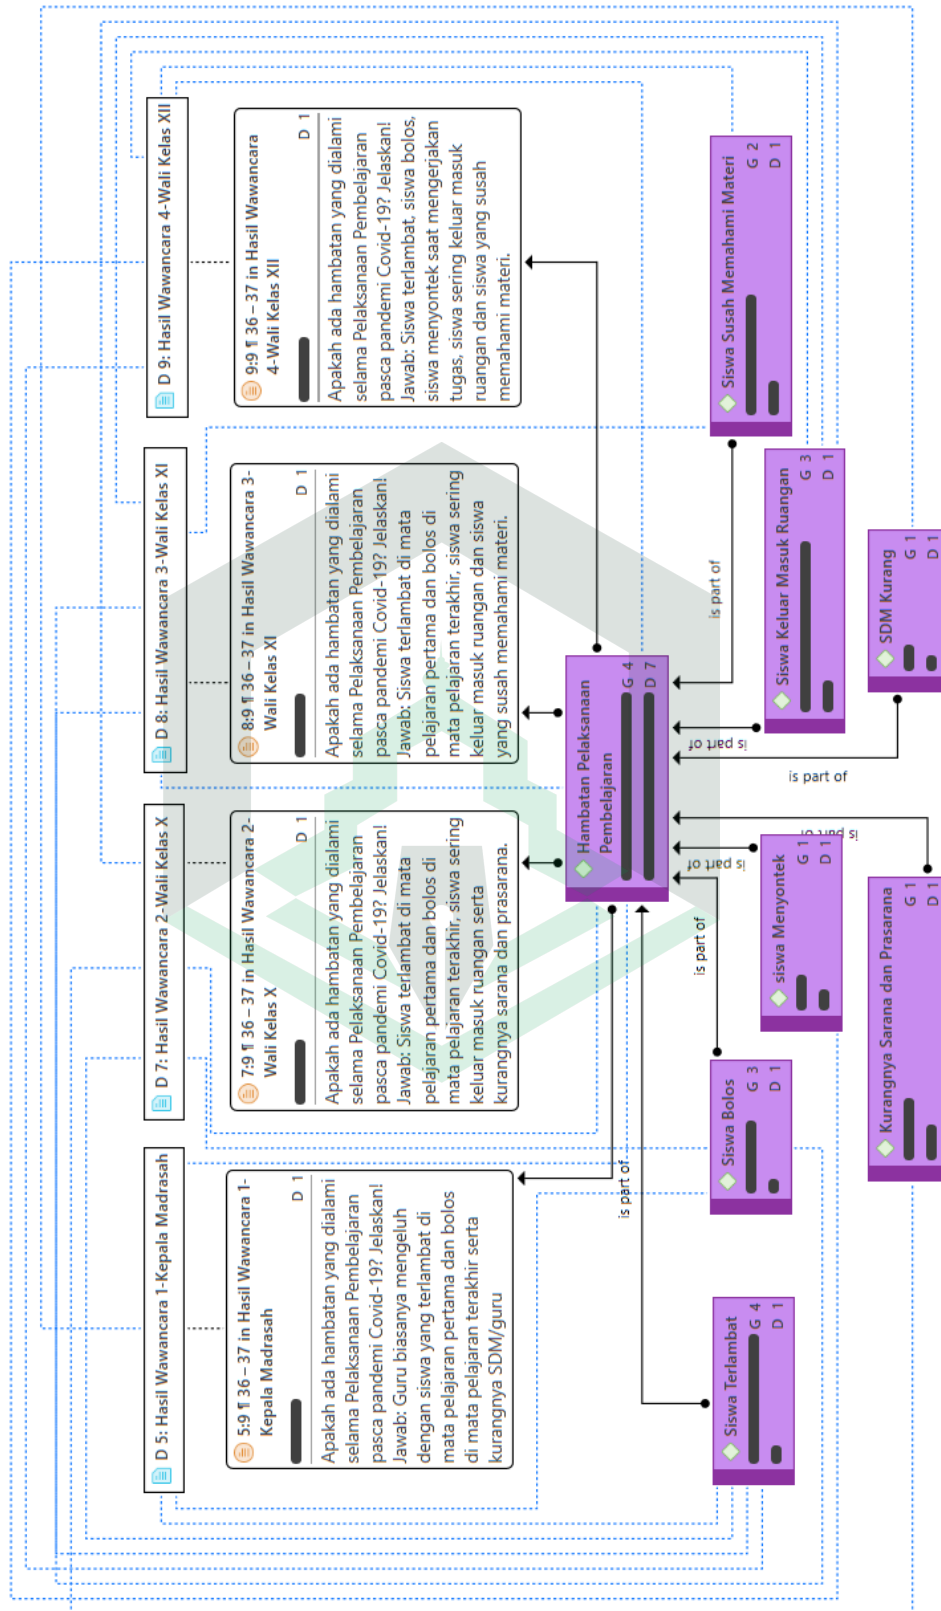 D 5: Hasil Wawancara 1-Kepala Madrasah
D 7: Hasil Wawancara 2-Wali Kelas X
D 8: Hasil Wawancara 3-Wali Kelas XI
D 9: Hasil Wawancara 4-Wali Kelas XII
5:9 ¶ 36 – 37 in Hasil Wawancara 1-
Kepala Madrasah
D 1
Apakah ada hambatan yang dialami
selama Pelaksanaan Pembelajaran
pasca pandemi Covid-19? Jelaskan!
Jawab: Guru biasanya mengeluh
dengan siswa yang terlambat di
mata pelajaran pertama dan bolos
di mata pelajaran terakhir serta
kurangnya SDM/guru
7:9 ¶ 36 – 37 in Hasil Wawancara 2-
Wali Kelas X
D 1
Apakah ada hambatan yang dialami
selama Pelaksanaan Pembelajaran
pasca pandemi Covid-19? Jelaskan!
Jawab: Siswa terlambat di mata
pelajaran pertama dan bolos di
mata pelajaran terakhir, siswa sering
keluar masuk ruangan serta
kurangnya sarana dan prasarana.
8:9 ¶ 36 – 37 in Hasil Wawancara 3-
Wali Kelas XI
D 1
Apakah ada hambatan yang dialami
selama Pelaksanaan Pembelajaran
pasca pandemi Covid-19? Jelaskan!
Jawab: Siswa terlambat di mata
pelajaran pertama dan bolos di
mata pelajaran terakhir, siswa sering
keluar masuk ruangan dan siswa
yang susah memahami materi.
9:9 ¶ 36 – 37 in Hasil Wawancara
4-Wali Kelas XII
D 1
Apakah ada hambatan yang dialami
selama Pelaksanaan Pembelajaran
pasca pandemi Covid-19? Jelaskan!
Jawab: Siswa terlambat, siswa bolos,
siswa menyontek saat mengerjakan
tugas, siswa sering keluar masuk
ruangan dan siswa yang susah
memahami materi.
Hambatan Pelaksanaan
Pembelajaran
G 4
D 7
is part of
is part of
is part of
is part of
is part of
is part of
is part of
Siswa Terlambat
G 4
D 1
Siswa Bolos
G 3
D 1
siswa Menyontek
G 1
D 1
Siswa Keluar Masuk Ruangan
G 3
D 1
Siswa Susah Memahami Materi
G 2
D 1
Kurangnya Sarana dan Prasarana
G 1
D 1
SDM Kurang
G 1
D 1